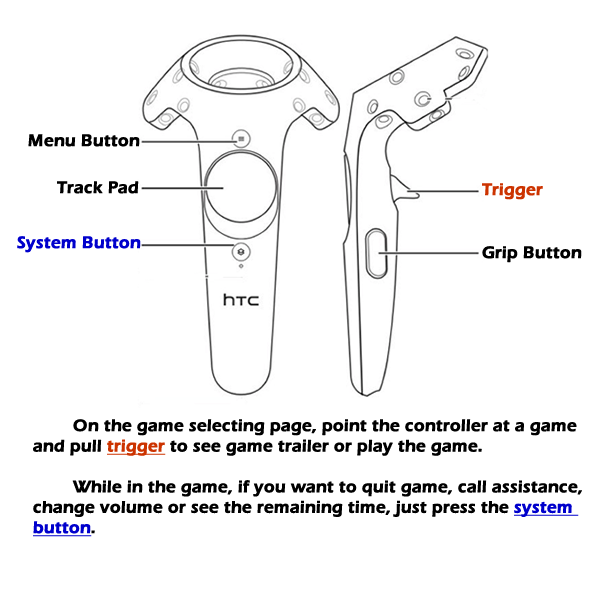 Menu Button
Track Pad
System Button
Trigger
Grip Button
hTC
On the game selecting page, point the controller at a game
and pull trigger to see game trailer or play the game.
While in the game, if you want to quit game, call assistance,
change volume or see the remaining time, just press the system
button.